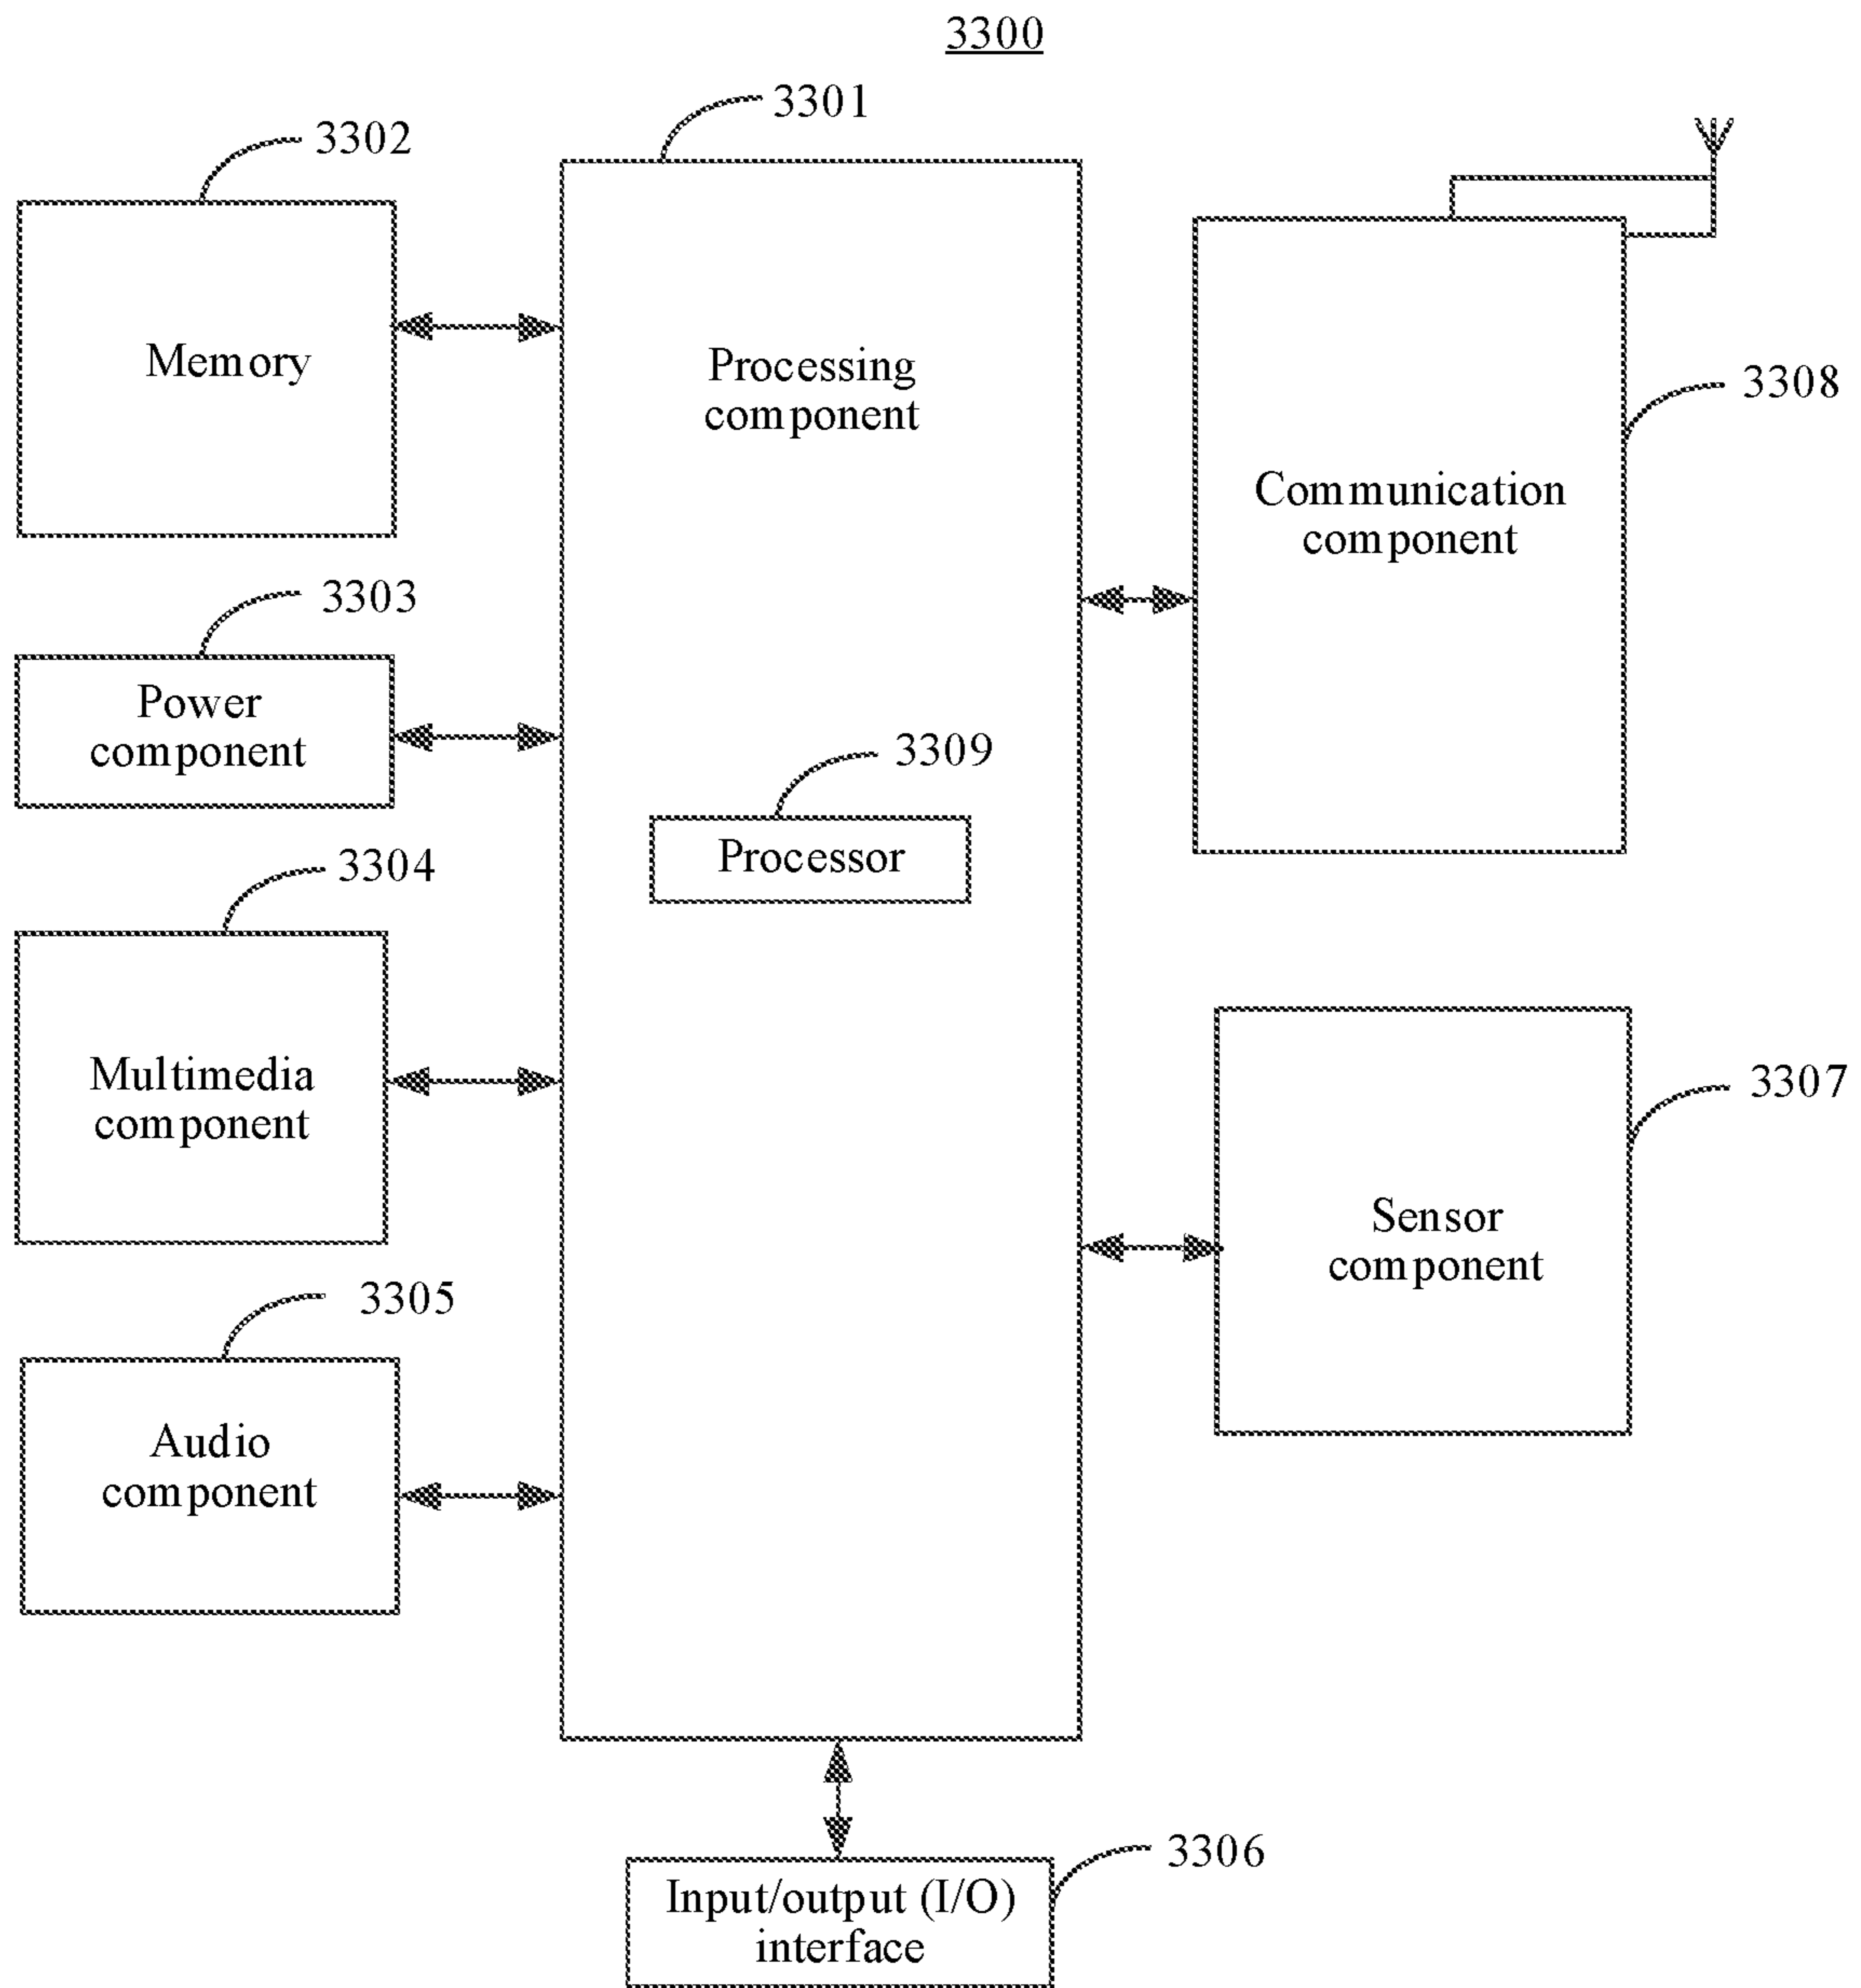 3300
3301
3302
Memory
Processing
component
3308
Communication
component
3303
Power
component
3309
Processor
3304
Multimedia
component
3307
Sensor
component
3305
Audio
component
3306
Input/output (I/O)
interface